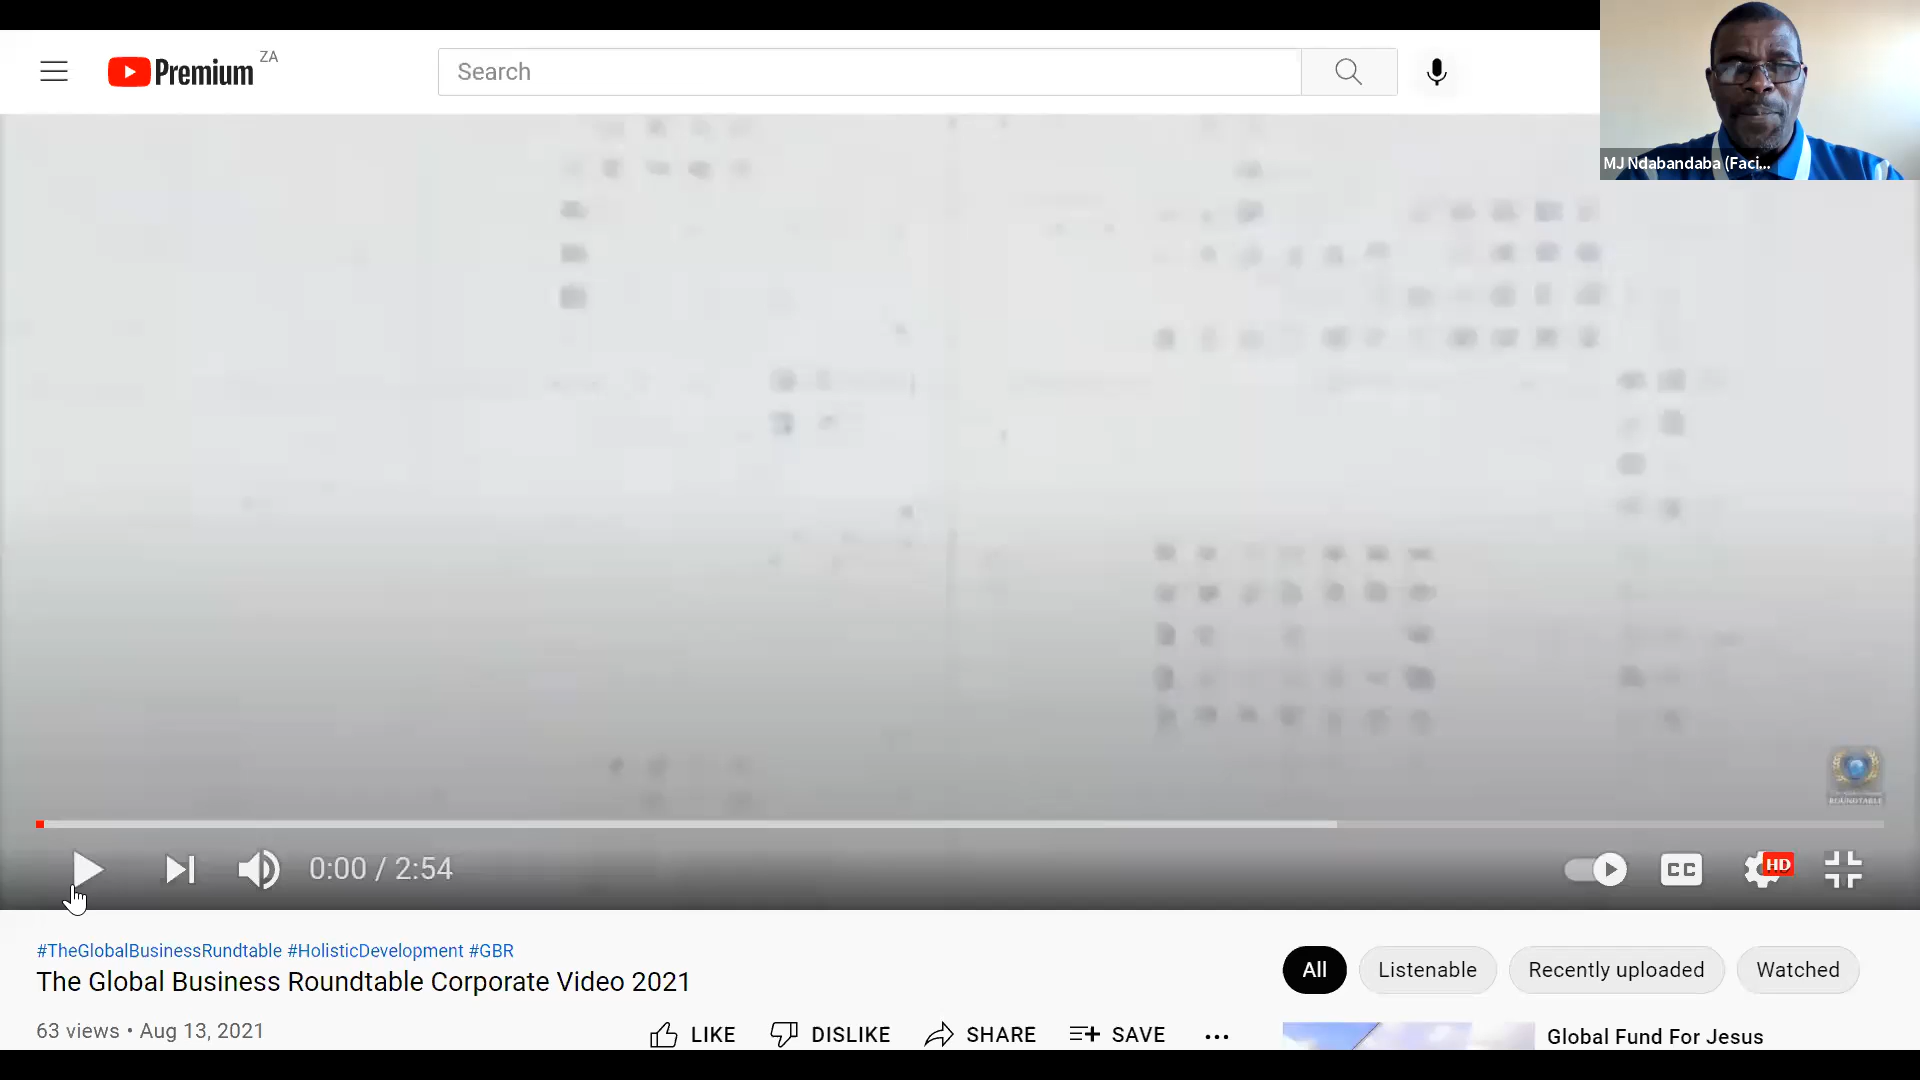 Premium ZA
Search
MJ Ndabandaba (Faci...
ROUNDTABLE
0:00 / 2:54
CC
HD
#TheGlobalBusinessRundtable #HolisticDevelopment #GBR
The Global Business Roundtable Corporate Video 2021
All
Listenable
Recently uploaded
Watched
63 views • Aug 13, 2021
LIKE
DISLIKE
SHARE
SAVE
...
Global Fund For Jesus